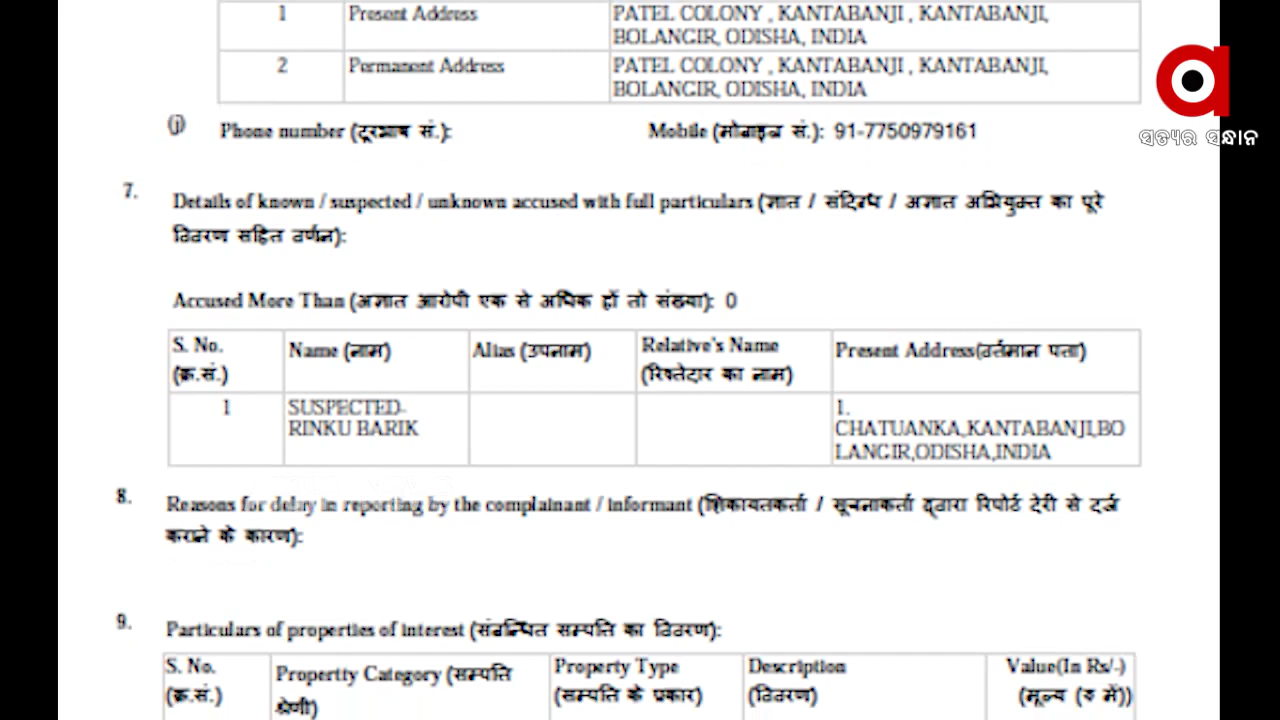 1 Present Address PATEL COLONY , KANTABANJI , KANTABANJI,
BOLANGIR, ODISHA, INDIA
2 Permanent Address PATEL COLONY , KANTABANJI , KANTABANJI,
BOLANGIR, ODISHA, INDIA
ସତ୍ୟର ସନ୍ଧାନ
(j) Phone number (दूरभाष सं.): Mobile (मोबाइल सं.): 91-7750979161
7. Details of known / suspected / unknown accused with full particulars (ज्ञात / संदिग्ध / अज्ञात अभियुक्त का पूरे
विवरण सहित वर्णन):
Accused More Than (अज्ञात आरोपी एक से अधिक हों तो संख्या): 0
S. No. (क्र.सं.) Name (नाम) Alias (उपनाम) Relative's Name (रिश्तेदार का नाम) Present Address(वर्तमान पता)
1 SUSPECTED- 1.
RINKU BARIK CHATUANKA,KANTABANJI,BO
LANGIR,ODISHA,INDIA
8. Reasons for delay in reporting by the complainant / informant (शिकायतकर्ता / सूचनाकर्ता द्वारा रिपोर्ट देरी से दर्ज
कराने के कारण):
9. Particulars of properties of interest (संबन्धित सम्पत्ति का विवरण):
S. No. Property Category (सम्पत्ति Property Type Description Value(In Rs/-)
(क्र.सं.) श्रेणी) (सम्पत्ति के प्रकार) (विवरण) (मूल्य (रु में))